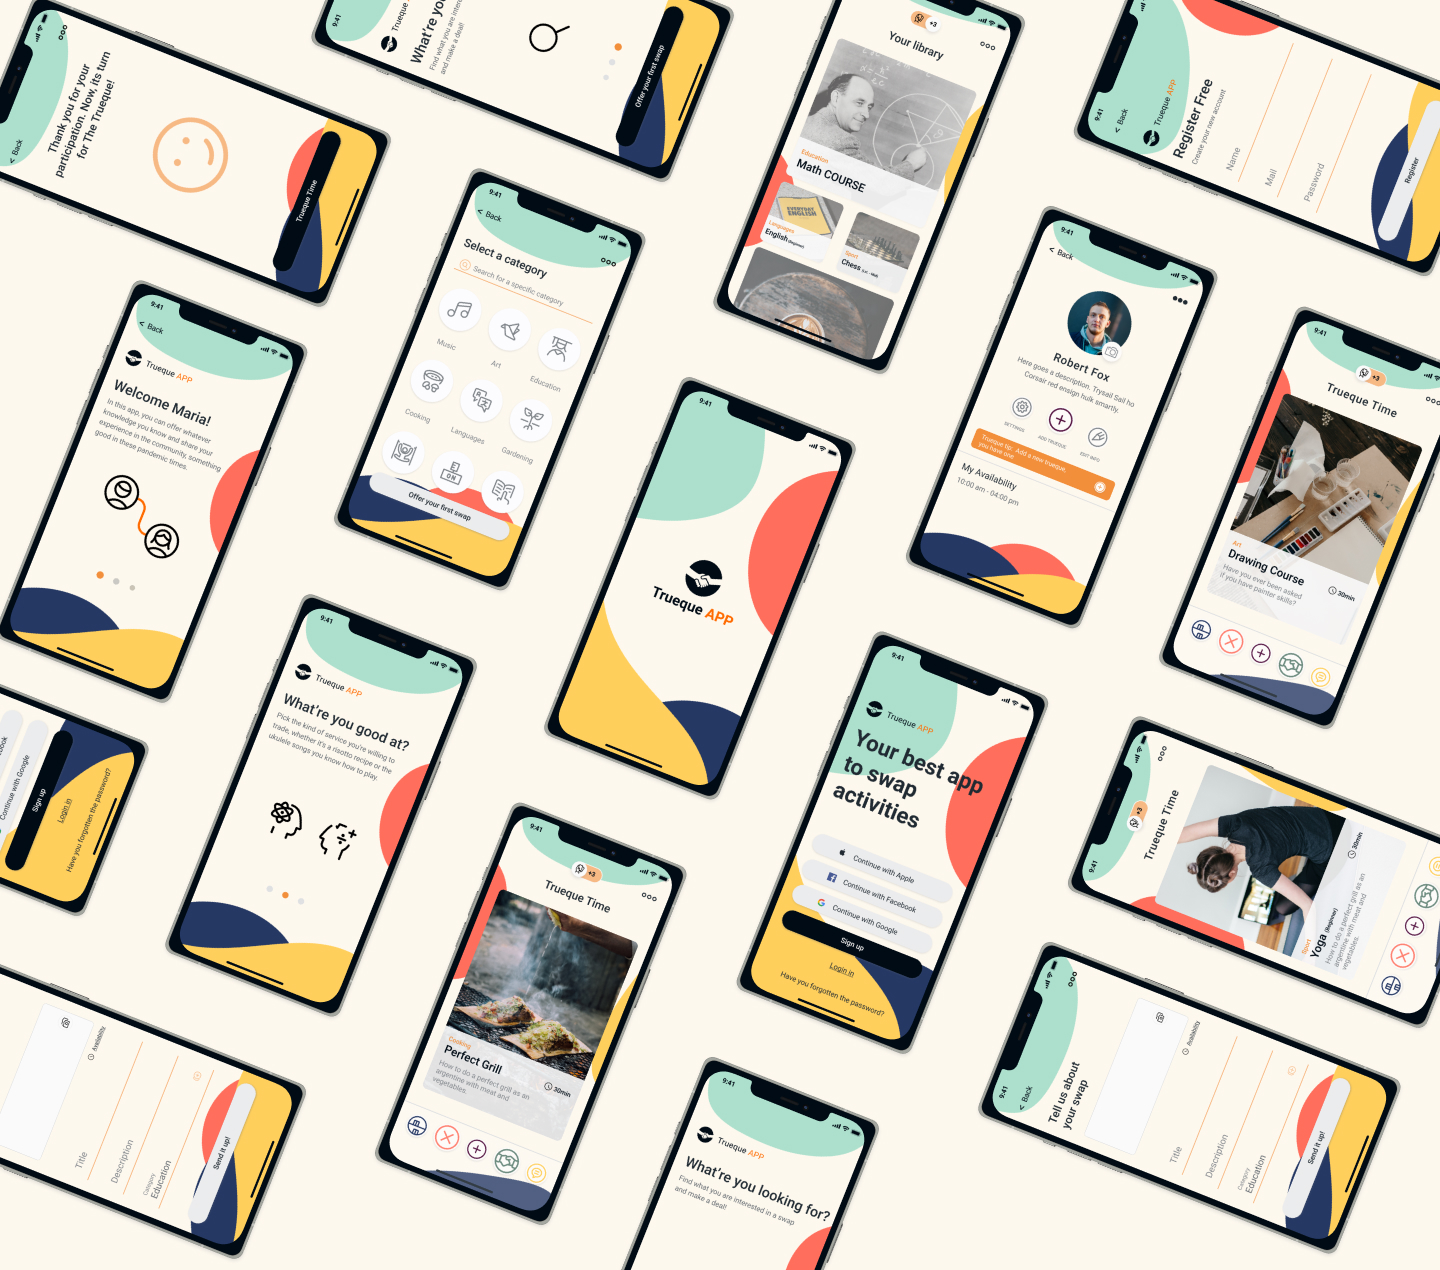 < Back
Thank you for your
participation. Now, its turn
for The Trueque!
Trueque Time
9:41
Trueque
What're yo
Find what you are intere
and make a deal!
Offer your first swap
+3
Your library
Education
Math COURSE
EVERYDAY
ENGLISH
Languages
English (Beginner)
Sport
Chess
9:41
< Back
Trueque APP
Register Free
Create your new account
Name
Mail
Password
Register
9:41
< Back
Select a category
Search for a specific category
Music
Art
Education
Cooking
Languages
Gardening
Offer your first swap
9:41
< Back
Robert Fox
Here goes a description. Trysail Sail ho
Corsair red ensign hulk smartly.
SETTINGS
ADD TRUEQUE
EDIT INFO
Trueque tip: Add a new trueque,
you have one
My Availability
10:00 am - 04:00 pm
9:41
< Back
Trueque APP
Welcome Maria!
In this app, you can offer whatever
knowledge you know and share your
experience in the community, something
good in these pandemic times.
9:41
+3
Trueque Time
Art
Drawing Course
Have you ever been asked
if you have painter skills?
30min
9:41
Trueque APP
9:41
Trueque APP
What're you good at?
Pick the kind of service you're willing to
trade, whether it's a risotto recipe or the
ukulele songs you know how to play.
9:41
Trueque APP
Your best app
to swap
activities
Continue with Apple
Continue with Facebook
Continue with Google
Sign up
Login in
Have you forgotten the password?
book
Continue with Google
Sign up
Login in
Have you forgotten the password?
9:41
+3
Trueque Time
Sport
Yoga (Beginner)
How to do a perfect grill as an
argentine with meat and
vegetables.
30min
9:41
+3
Trueque Time
Cooking
Perfect Grill
How to do a perfect grill as an
argentine with meat and
vegetables.
30min
9:41
< Back
Tell us about
your swap
Availability
Title
Description
Category
Education
Send it up!
Availability
Title
Description
Category
Education
Send it up!
9:41
Trueque APP
What're you looking for?
Find what you are interested in a swap
and make a deal!